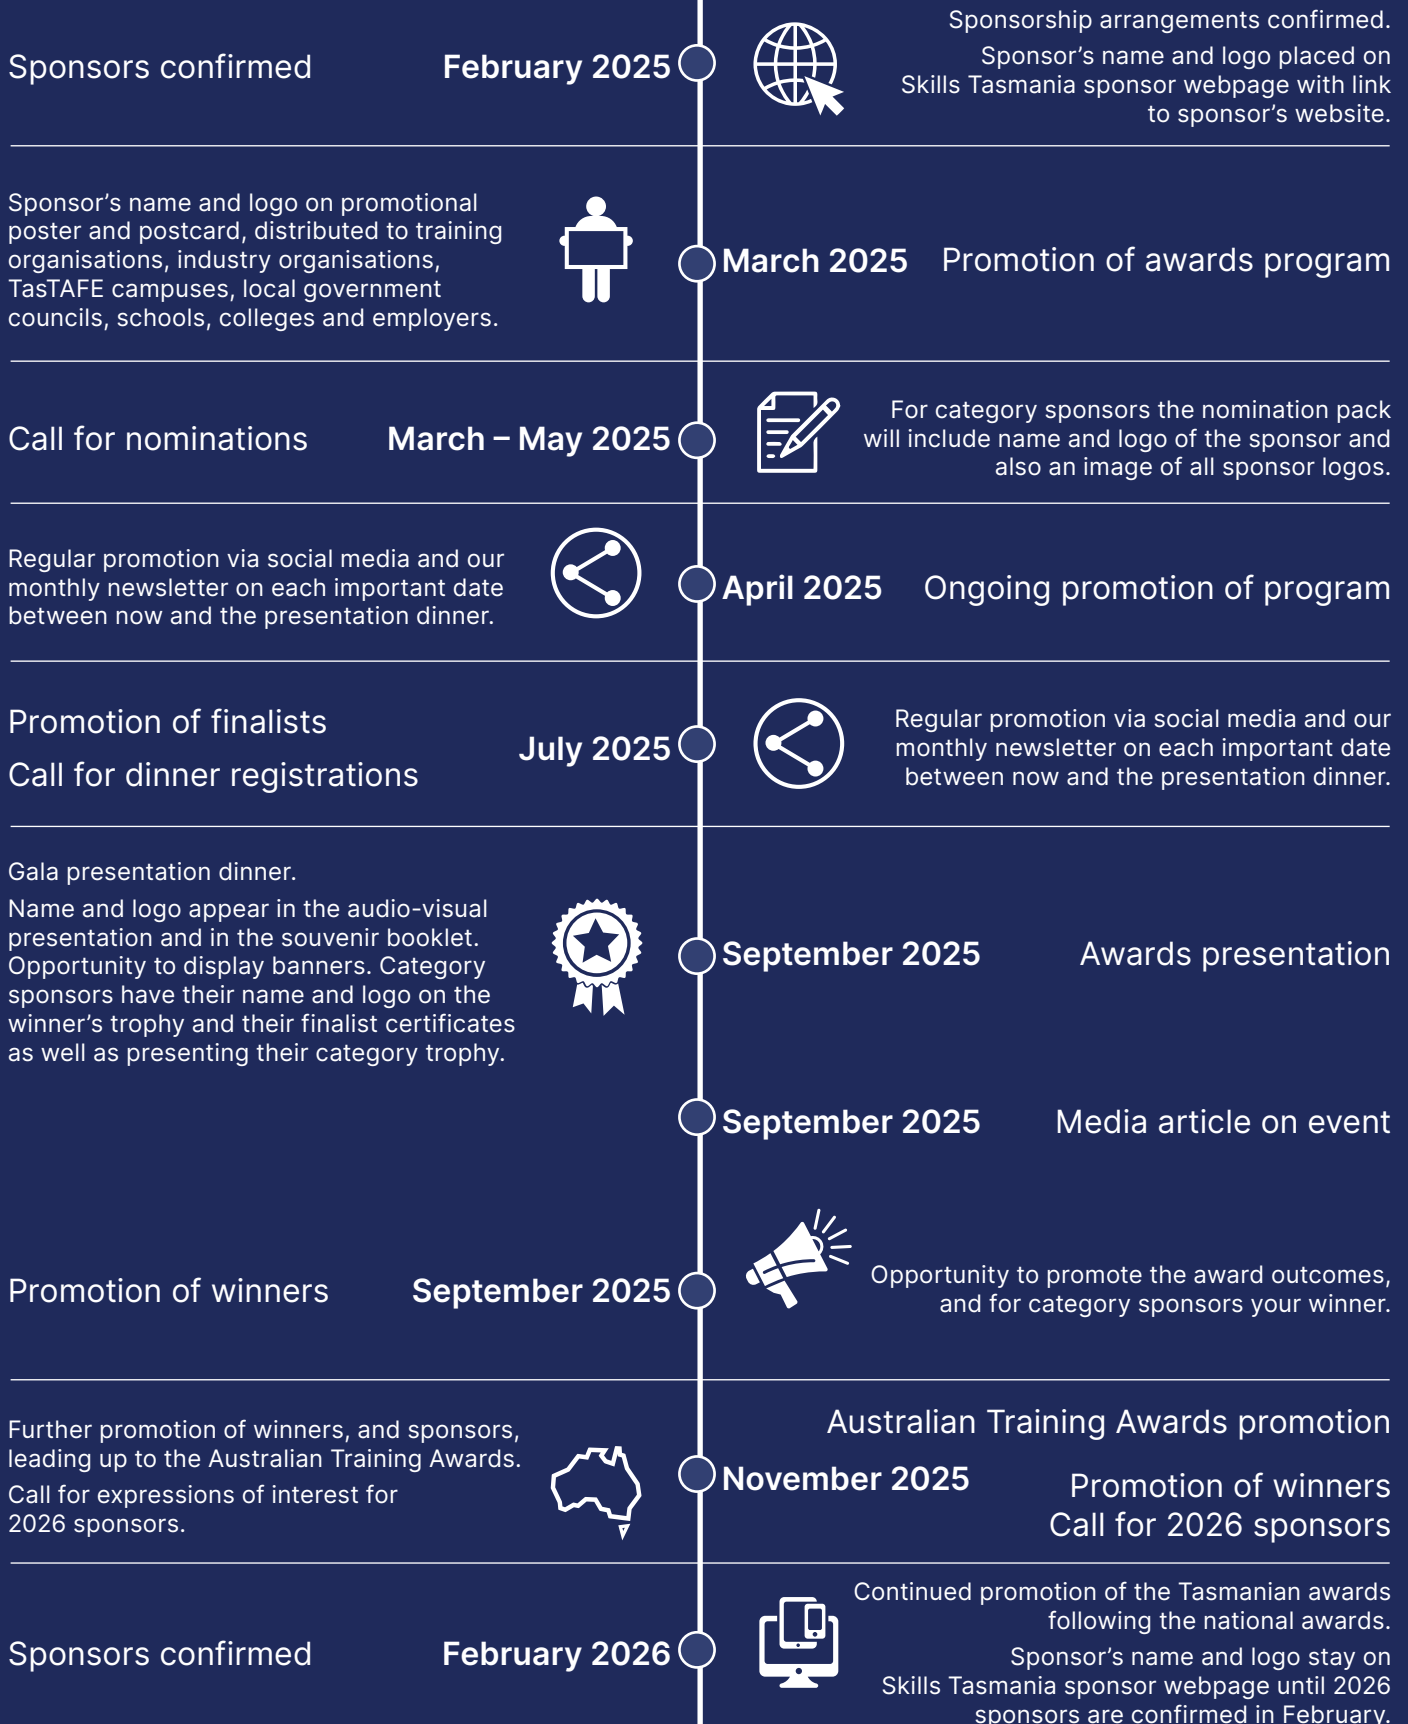 Sponsors confirmed
February 2025
Sponsorship arrangements confirmed.
Sponsor’s name and logo placed on
Skills Tasmania sponsor webpage with link
to sponsor’s website.
Sponsor’s name and logo on promotional
poster and postcard, distributed to training
organisations, industry organisations,
TasTAFE campuses, local government
councils, schools, colleges and employers.
March 2025
Promotion of awards program
Call for nominations
March – May 2025
For category sponsors the nomination pack
will include name and logo of the sponsor and
also an image of all sponsor logos.
Regular promotion via social media and our
monthly newsletter on each important date
between now and the presentation dinner.
April 2025
Ongoing promotion of program
Promotion of finalists
Call for dinner registrations
July 2025
Regular promotion via social media and our
monthly newsletter on each important date
between now and the presentation dinner.
Gala presentation dinner.
Name and logo appear in the audio-visual
presentation and in the souvenir booklet.
Opportunity to display banners. Category
sponsors have their name and logo on the
winner’s trophy and their finalist certificates
as well as presenting their category trophy.
September 2025
Awards presentation
September 2025
Media article on event
Promotion of winners
September 2025
Opportunity to promote the award outcomes,
and for category sponsors your winner.
Further promotion of winners, and sponsors,
leading up to the Australian Training Awards.
Call for expressions of interest for
2026 sponsors.
November 2025
Australian Training Awards promotion
Promotion of winners
Call for 2026 sponsors
Sponsors confirmed
February 2026
Continued promotion of the Tasmanian awards
following the national awards.
Sponsor’s name and logo stay on
Skills Tasmania sponsor webpage until 2026
sponsors are confirmed in February.